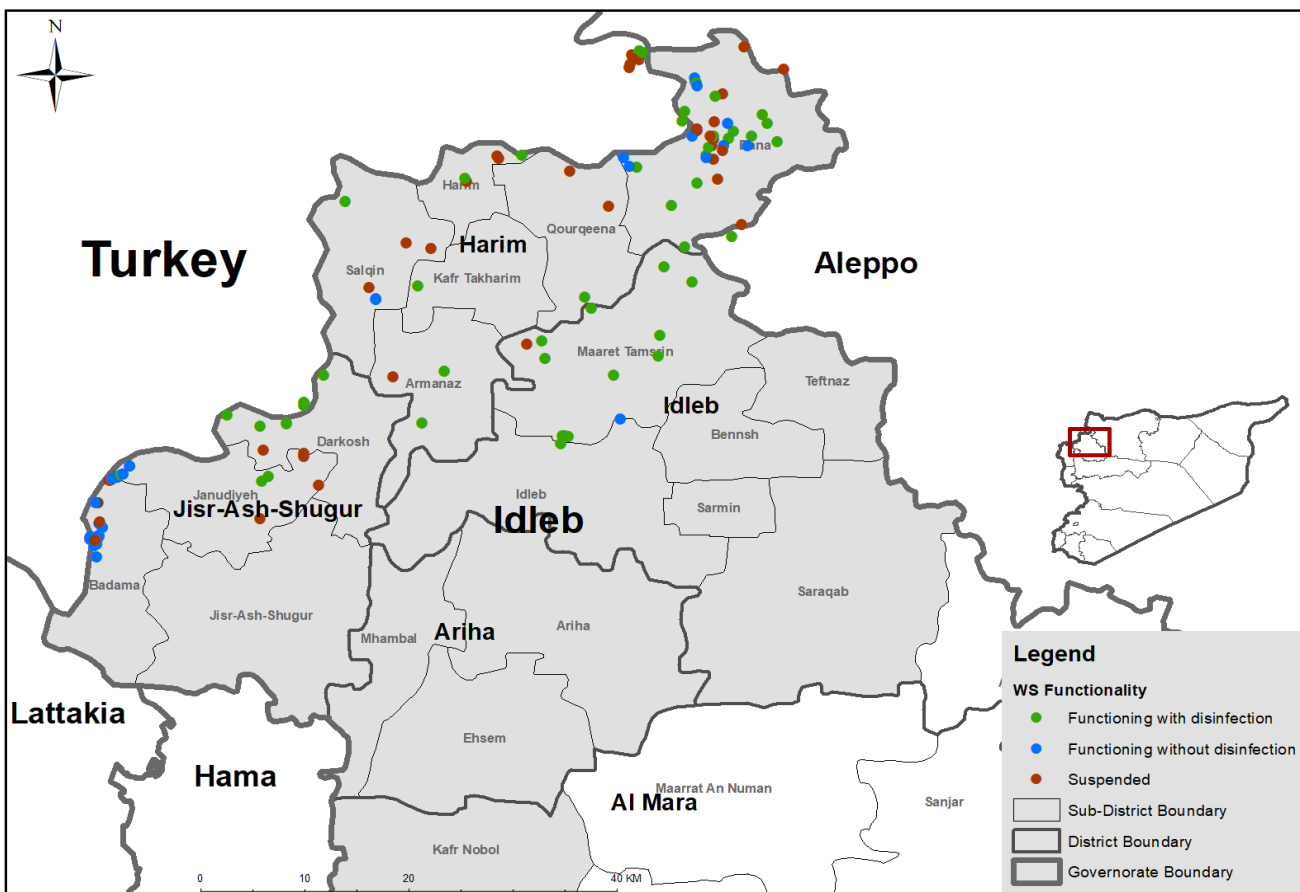 N
Dana
Harim
Turkey
Qourqeena
Harim
Aleppo
Salqin
Kafr Takharim
Maaret Tamsrin
Teftnaz
Armanaz
Idleb
Bennsh
Darkosh
Janudiyeh
Idleb
Jisr-Ash-Shugur
Idleb
Sarmin
Badama
Saraqab
Jisr-Ash-Shugur
Mhambal
Ariha
Ariha
Legend
WS Functionality
Lattakia
Functioning with disinfection
Ehsem
Functioning without disinfection
Hama
Suspended
Maarrat An Numan
Al Mara
Sanjar
Sub-District Boundary
District Boundary
Kafr Nobol
Governorate Boundary
0 20 40 KM